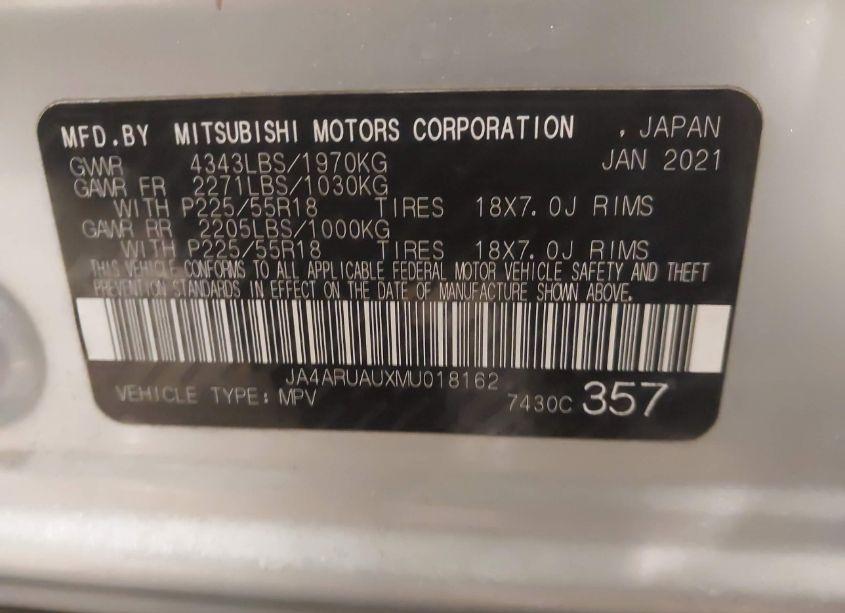 MFD.BY MITSUBISHI MOTORS CORPORATION , JAPAN
GVWR 4343LBS/1970KG JAN 2021
GAWR FR 2271LBS/1030KG
WITH P225/55R18 TIRES 18X7.0J RIMS
GAWR RR 2205LBS/1000KG
WITH P225/55R18 TIRES 18X7.0J RIMS
THIS VEHICLE CONFORMS TO ALL APPLICABLE FEDERAL MOTOR VEHICLE SAFETY AND THEFT
PREVENTION STANDARDS IN EFFECT ON THE DATE OF MANUFACTURE SHOWN ABOVE.
JA4ARUAUXMU018162
VEHICLE TYPE: MPV 7430C 357